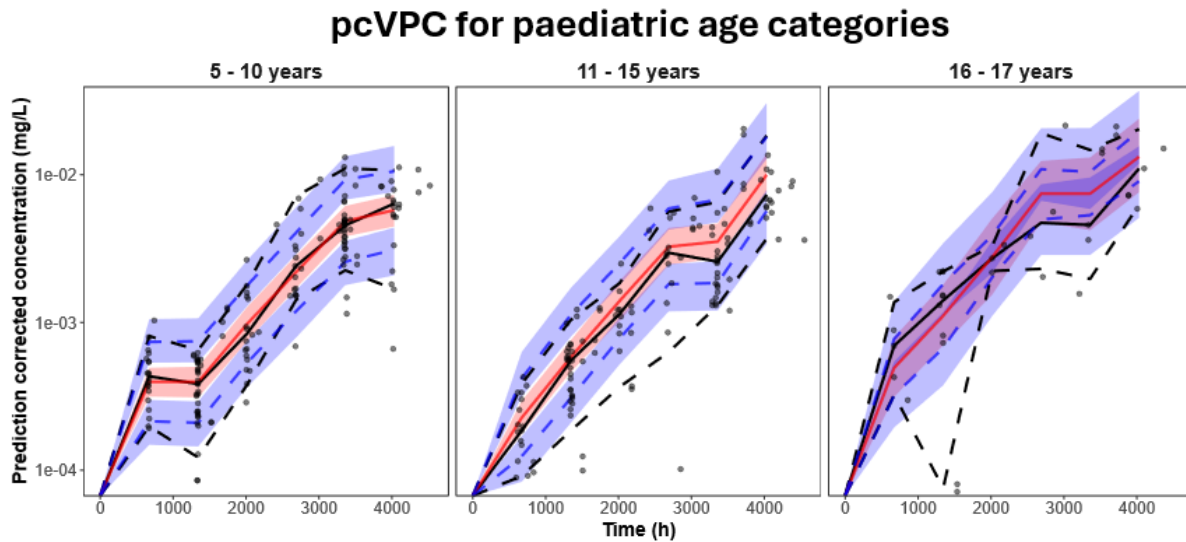 pcVPC for paediatric age categories
5 - 10 years
11 - 15 years
16 - 17 years
Prediction corrected concentration (mg/L)
1e-02
1e-03
1e-04
0 1000 2000 3000 4000
0 1000 2000 3000 4000
0 1000 2000 3000 4000
Time (h)